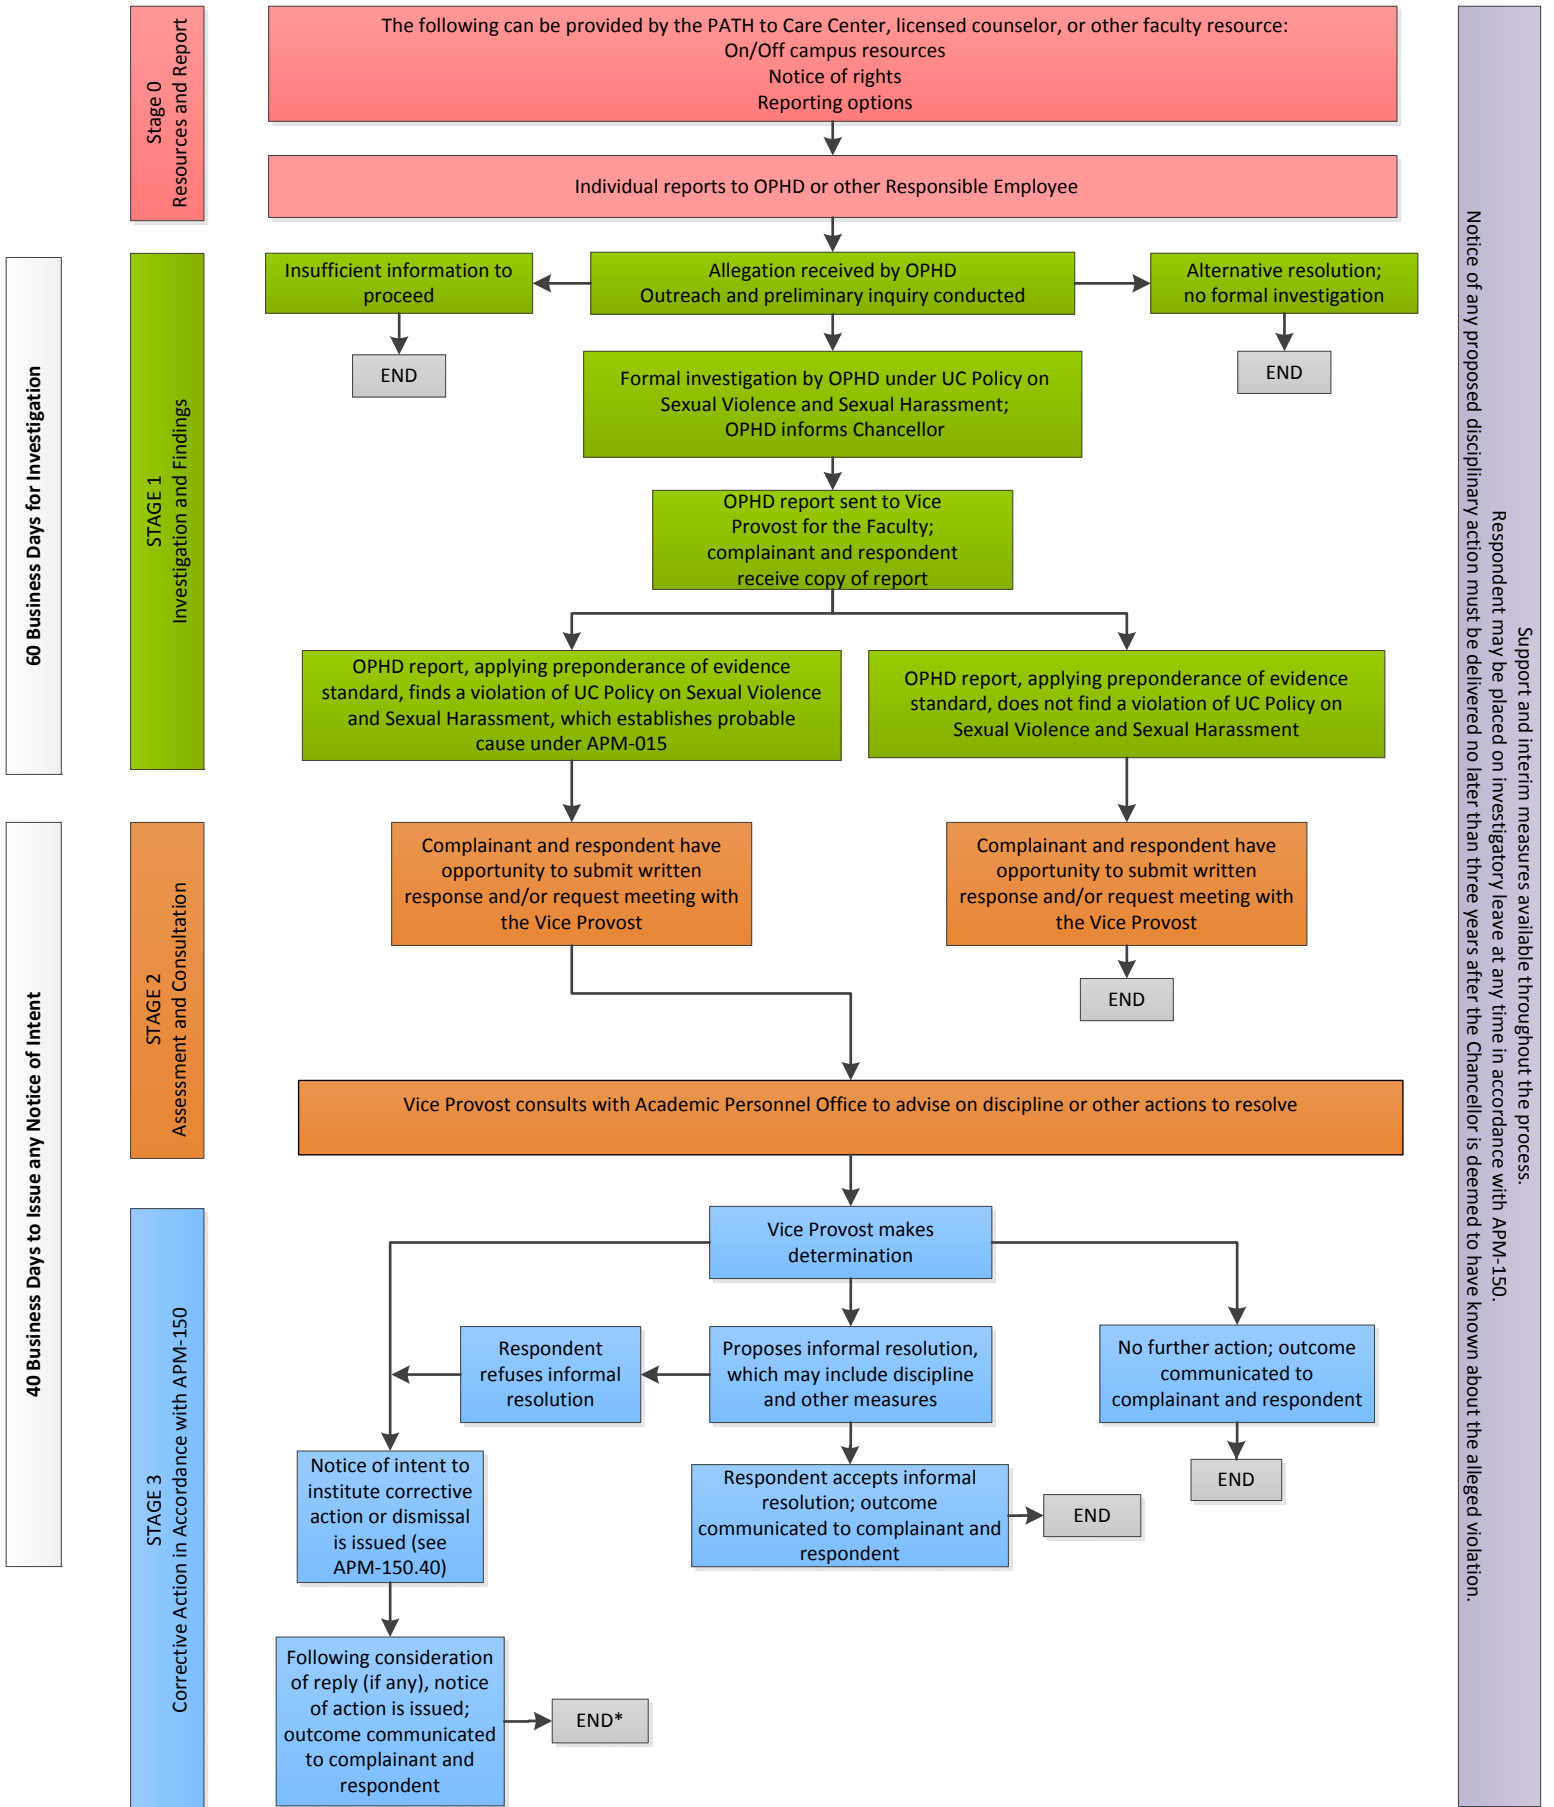 Stage 0
Resources and Report
The following can be provided by the PATH to Care Center, licensed counselor, or other faculty resource:
On/Off campus resources
Notice of rights
Reporting options
Individual reports to OPHD or other Responsible Employee
60 Business Days for Investigation
STAGE 1
Investigation and Findings
Insufficient information to
proceed
Allegation received by OPHD
Outreach and preliminary inquiry conducted
Alternative resolution;
no formal investigation
END
END
Formal investigation by OPHD under UC Policy on
Sexual Violence and Sexual Harassment;
OPHD informs Chancellor
OPHD report sent to Vice
Provost for the Faculty;
complainant and respondent
receive copy of report
OPHD report, applying preponderance of evidence
standard, finds a violation of UC Policy on Sexual Violence
and Sexual Harassment, which establishes probable
cause under APM-015
OPHD report, applying preponderance of evidence
standard, does not find a violation of UC Policy on
Sexual Violence and Sexual Harassment
40 Business Days to Issue any Notice of Intent
STAGE 2
Assessment and Consultation
Complainant and respondent have
opportunity to submit written
response and/or request meeting with
the Vice Provost
Complainant and respondent have
opportunity to submit written
response and/or request meeting with
the Vice Provost
END
Vice Provost consults with Academic Personnel Office to advise on discipline or other actions to resolve
STAGE 3
Corrective Action in Accordance with APM-150
Vice Provost makes
determination
Respondent
refuses informal
resolution
Proposes informal resolution,
which may include discipline
and other measures
No further action; outcome
communicated to
complainant and respondent
Notice of intent to
institute corrective
action or dismissal
is issued (see
APM-150.40)
Respondent accepts informal
resolution; outcome
communicated to complainant and
respondent
END
END
Following consideration
of reply (if any), notice
of action is issued;
outcome communicated
to complainant and
respondent
END*
Support and interim measures available throughout the process.
Respondent may be placed on investigatory leave at any time in accordance with APM-150.
Notice of any proposed disciplinary action must be delivered no later than three years after the Chancellor is deemed to have known about the alleged violation.